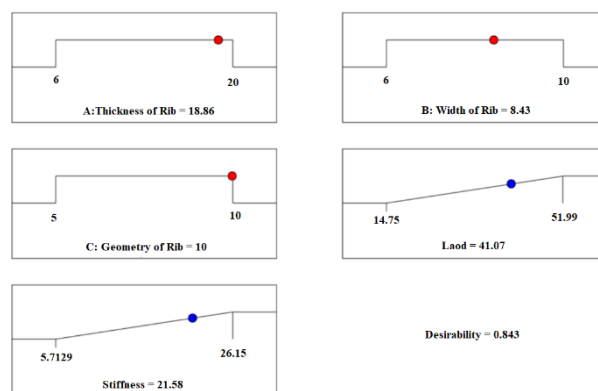 6 20
A:Thickness of Rib = 18.86
6 10
B: Width of Rib = 8.43
5 10
C: Geometry of Rib = 10
14.75 51.99
Laod = 41.07
5.7129 26.15
Stiffness = 21.58
Desirability = 0.843